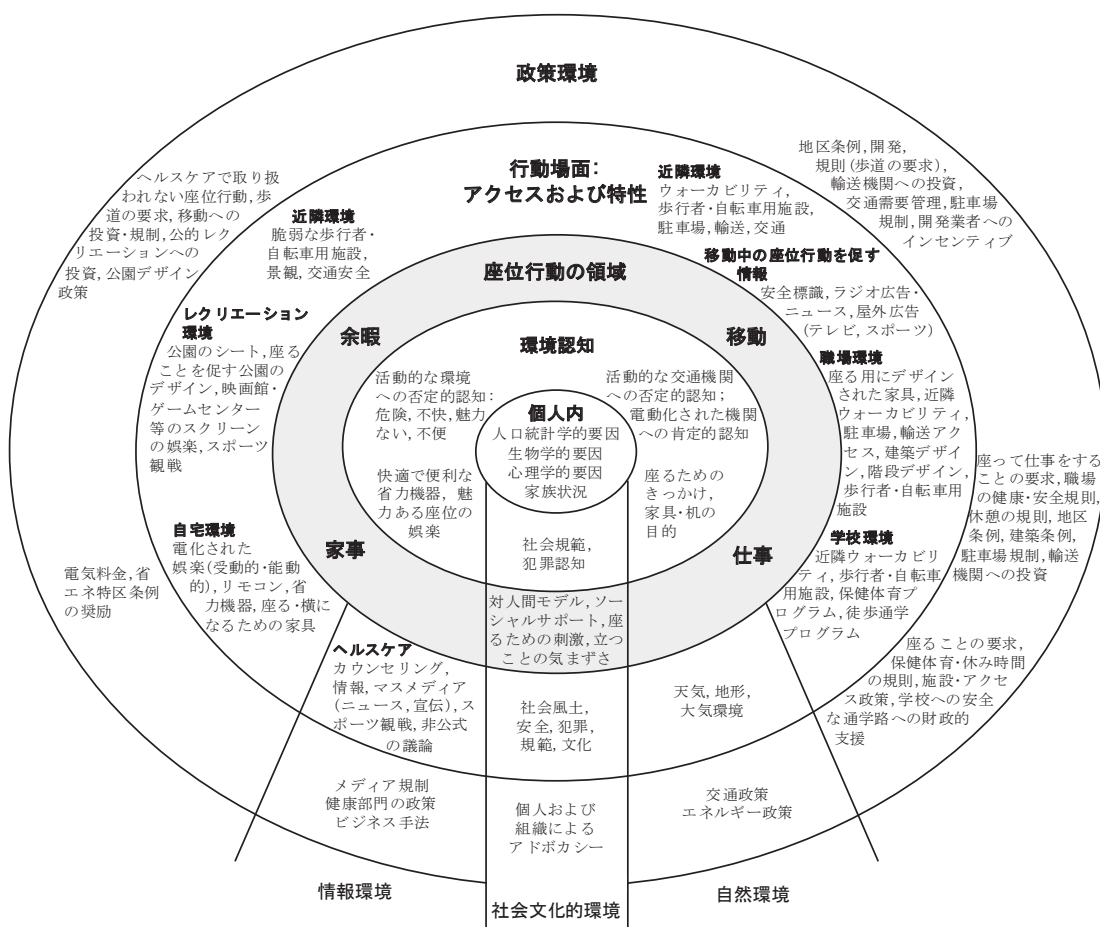 政策環境
ヘルスケアで取り扱
われない座位行動, 歩
道の要求, 移動への
投資・規制, 公的レク
リエーションへの
投資, 公園デザイン
政策
行動場面：
アクセスおよび特性
近隣環境
脆弱な歩行者・
自転車用施設,
景観, 交通安全
近隣環境
ウォーカビリティ,
歩行者・自転車用施設,
駐車場, 輸送, 交通
地区条例, 開発,
規則 (歩道の要求),
輸送機関への投資,
交通需要管理, 駐車場
規制, 開発業者への
インセンティブ
移動中の座位行動を促す
情報
安全標識, ラジオ広告・
ニュース, 屋外広告
(テレビ, スポーツ)
座位行動の領域
余暇
移動
家事
仕事
レクリエーション
環境
公園のシート, 座る
ことを促す公園の
デザイン, 映画館・
ゲームセンター
等のスクリーン
の娯楽, スポーツ
観戦
環境認知
活動的な環境
への否定的認知：
危険, 不快, 魅力
ない, 不便
活動的な交通機関
への否定的認知；
電動化された機関
への肯定的認知
個人内
人口統計学的要因
生物学的要因
心理学的要因
家族状況
快適で便利な
省力機器, 魅
力ある座位の
娯楽
座るための
きっかけ,
家具・机の
目的
社会規範,
犯罪認知
職場環境
座る用にデザイン
された家具, 近隣
ウォーカビリティ,
駐車場, 輸送アク
セス, 建築デザイ
ン, 階段デザイン,
歩行者・自転車用
施設
座って仕事をする
ことの要求, 職場
の健康・安全規則,
休憩の規則, 地区
条例, 建築条例,
駐車場規制, 輸送
機関への投資
自宅環境
電化された
娯楽(受動的・能動
的), リモコン, 省
力機器, 座る・横に
なるための家具
電気料金, 省
エネ特区条例
の奨励
学校環境
近隣ウォーカビリ
ティ, 歩行者・自転車
用施設, 保健体育プ
ログラム, 徒歩通学
プログラム
座ることの要求,
保健体育・休み時間
の規則, 施設・アクセ
ス政策, 学校への安全
な通学路への財政的
支援
対人間モデル, ソー
シャルサポート, 座
るための刺激, 立つ
ことの気まずさ
ヘルスケア
カウンセリング,
情報, マスメディア
(ニュース, 宣伝), ス
ポーツ観戦, 非公式
の議論
社会風土,
安全, 犯罪,
規範, 文化
天気, 地形,
大気環境
メディア規制
健康部門の政策
ビジネス手法
個人および
組織による
アドボカシー
交通政策
エネルギー政策
情報環境
社会文化的環境
自然環境